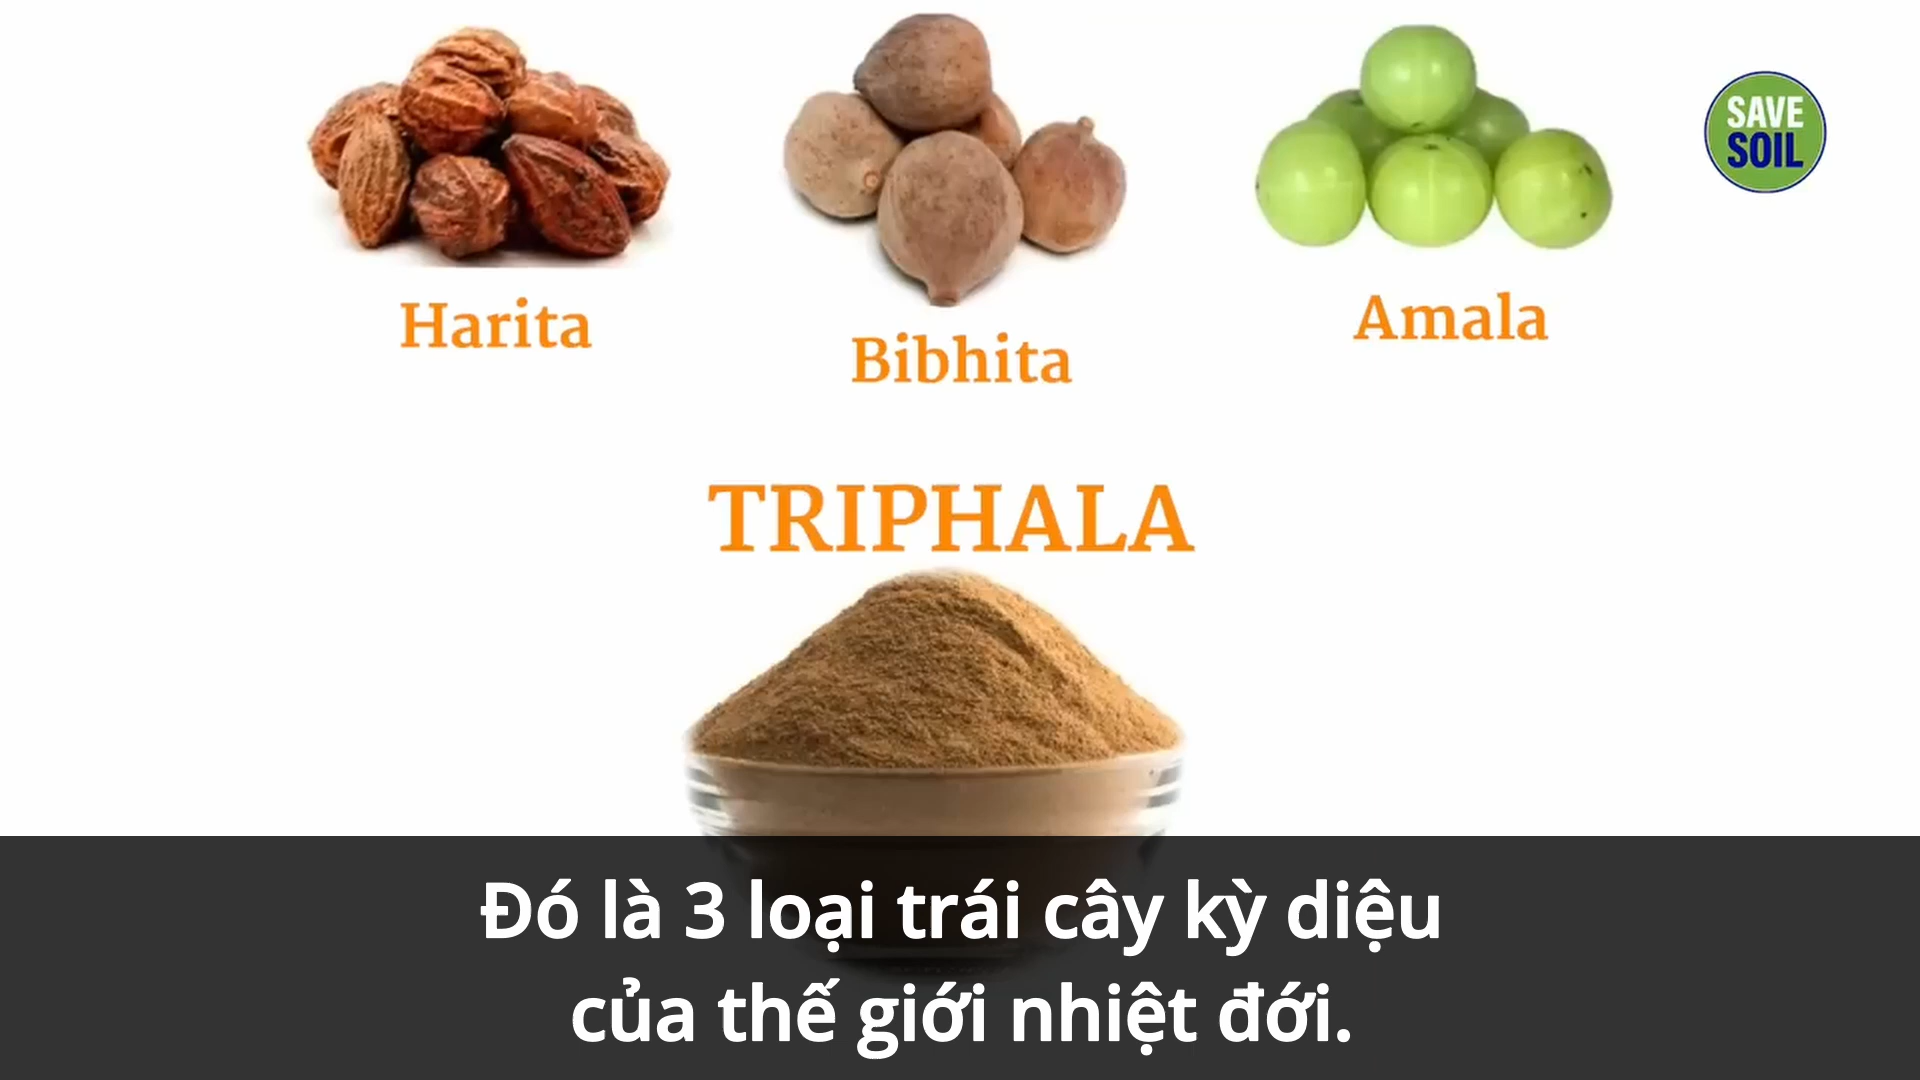 SAVE
SOIL
Harita
Bibhita
Amala
TRIPHALA
Đó là 3 loại trái cây kỳ diệu
của thế giới nhiệt đới.